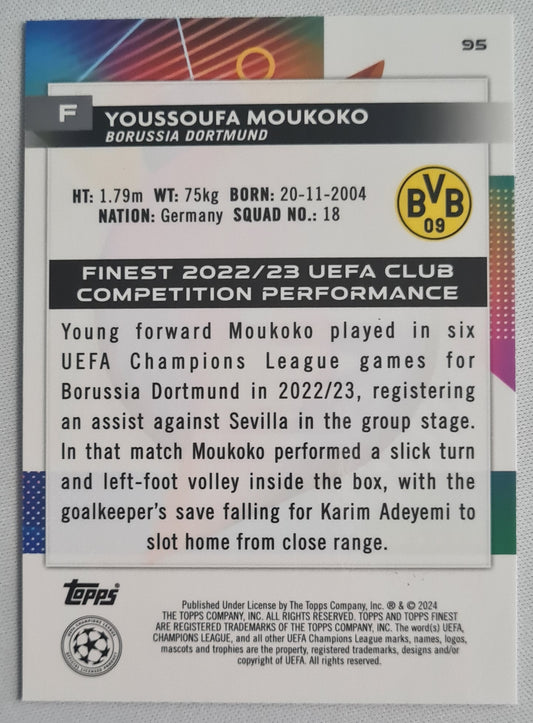 95
F
YOUSSOUFA MOUKOKO
BORUSSIA DORTMUND
HT: 1.79m WT: 75kg BORN: 20-11-2004
NATION: Germany SQUAD NO.: 18
BVB
09
FINEST 2022/23 UEFA CLUB
COMPETITION PERFORMANCE
Young forward Moukoko played in six
UEFA Champions League games for
Borussia Dortmund in 2022/23, registering
an assist against Sevilla in the group stage.
In that match Moukoko performed a slick turn
and left-foot volley inside the box, with the
goalkeeper's save falling for Karim Adeyemi to
slot home from close range.
Topps
Published Under License by The Topps Company, Inc. ® & © 2024
THE TOPPS COMPANY, INC. ALL RIGHTS RESERVED. TOPPS AND TOPPS FINEST
ARE REGISTERED TRADEMARKS OF THE TOPPS COMPANY, INC. The word(s) UEFA,
CHAMPIONS LEAGUE, and all other UEFA Champions League marks, names, logos,
mascots and trophies are the property, registered trademarks, designs and/or
copyright of UEFA. All rights reserved.